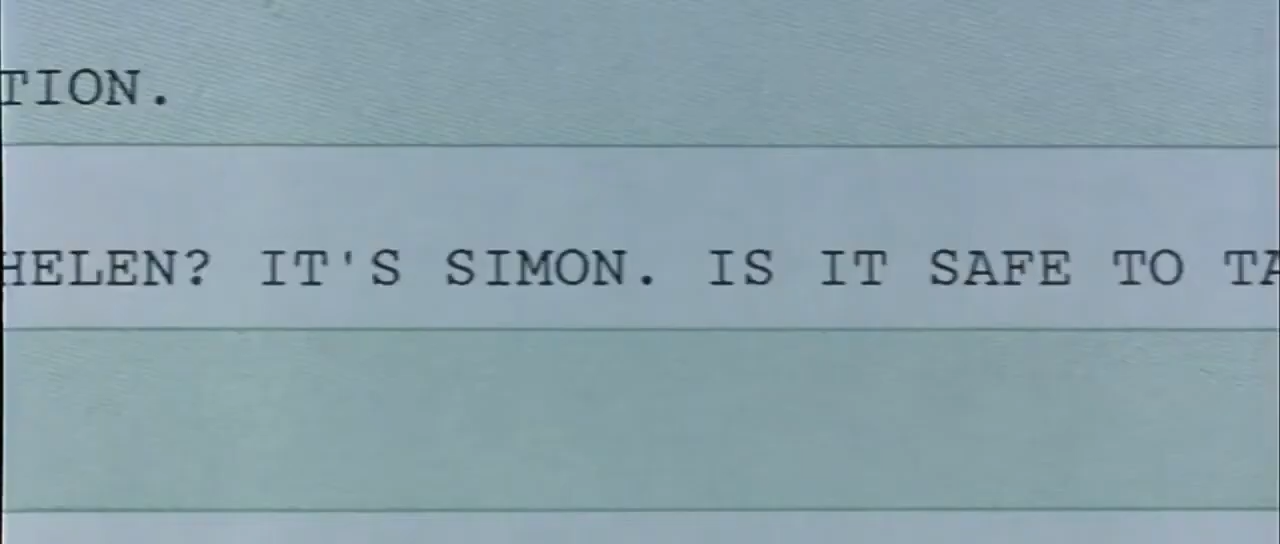 TION.
HELEN? IT'S SIMON. IS IT SAFE TO TA